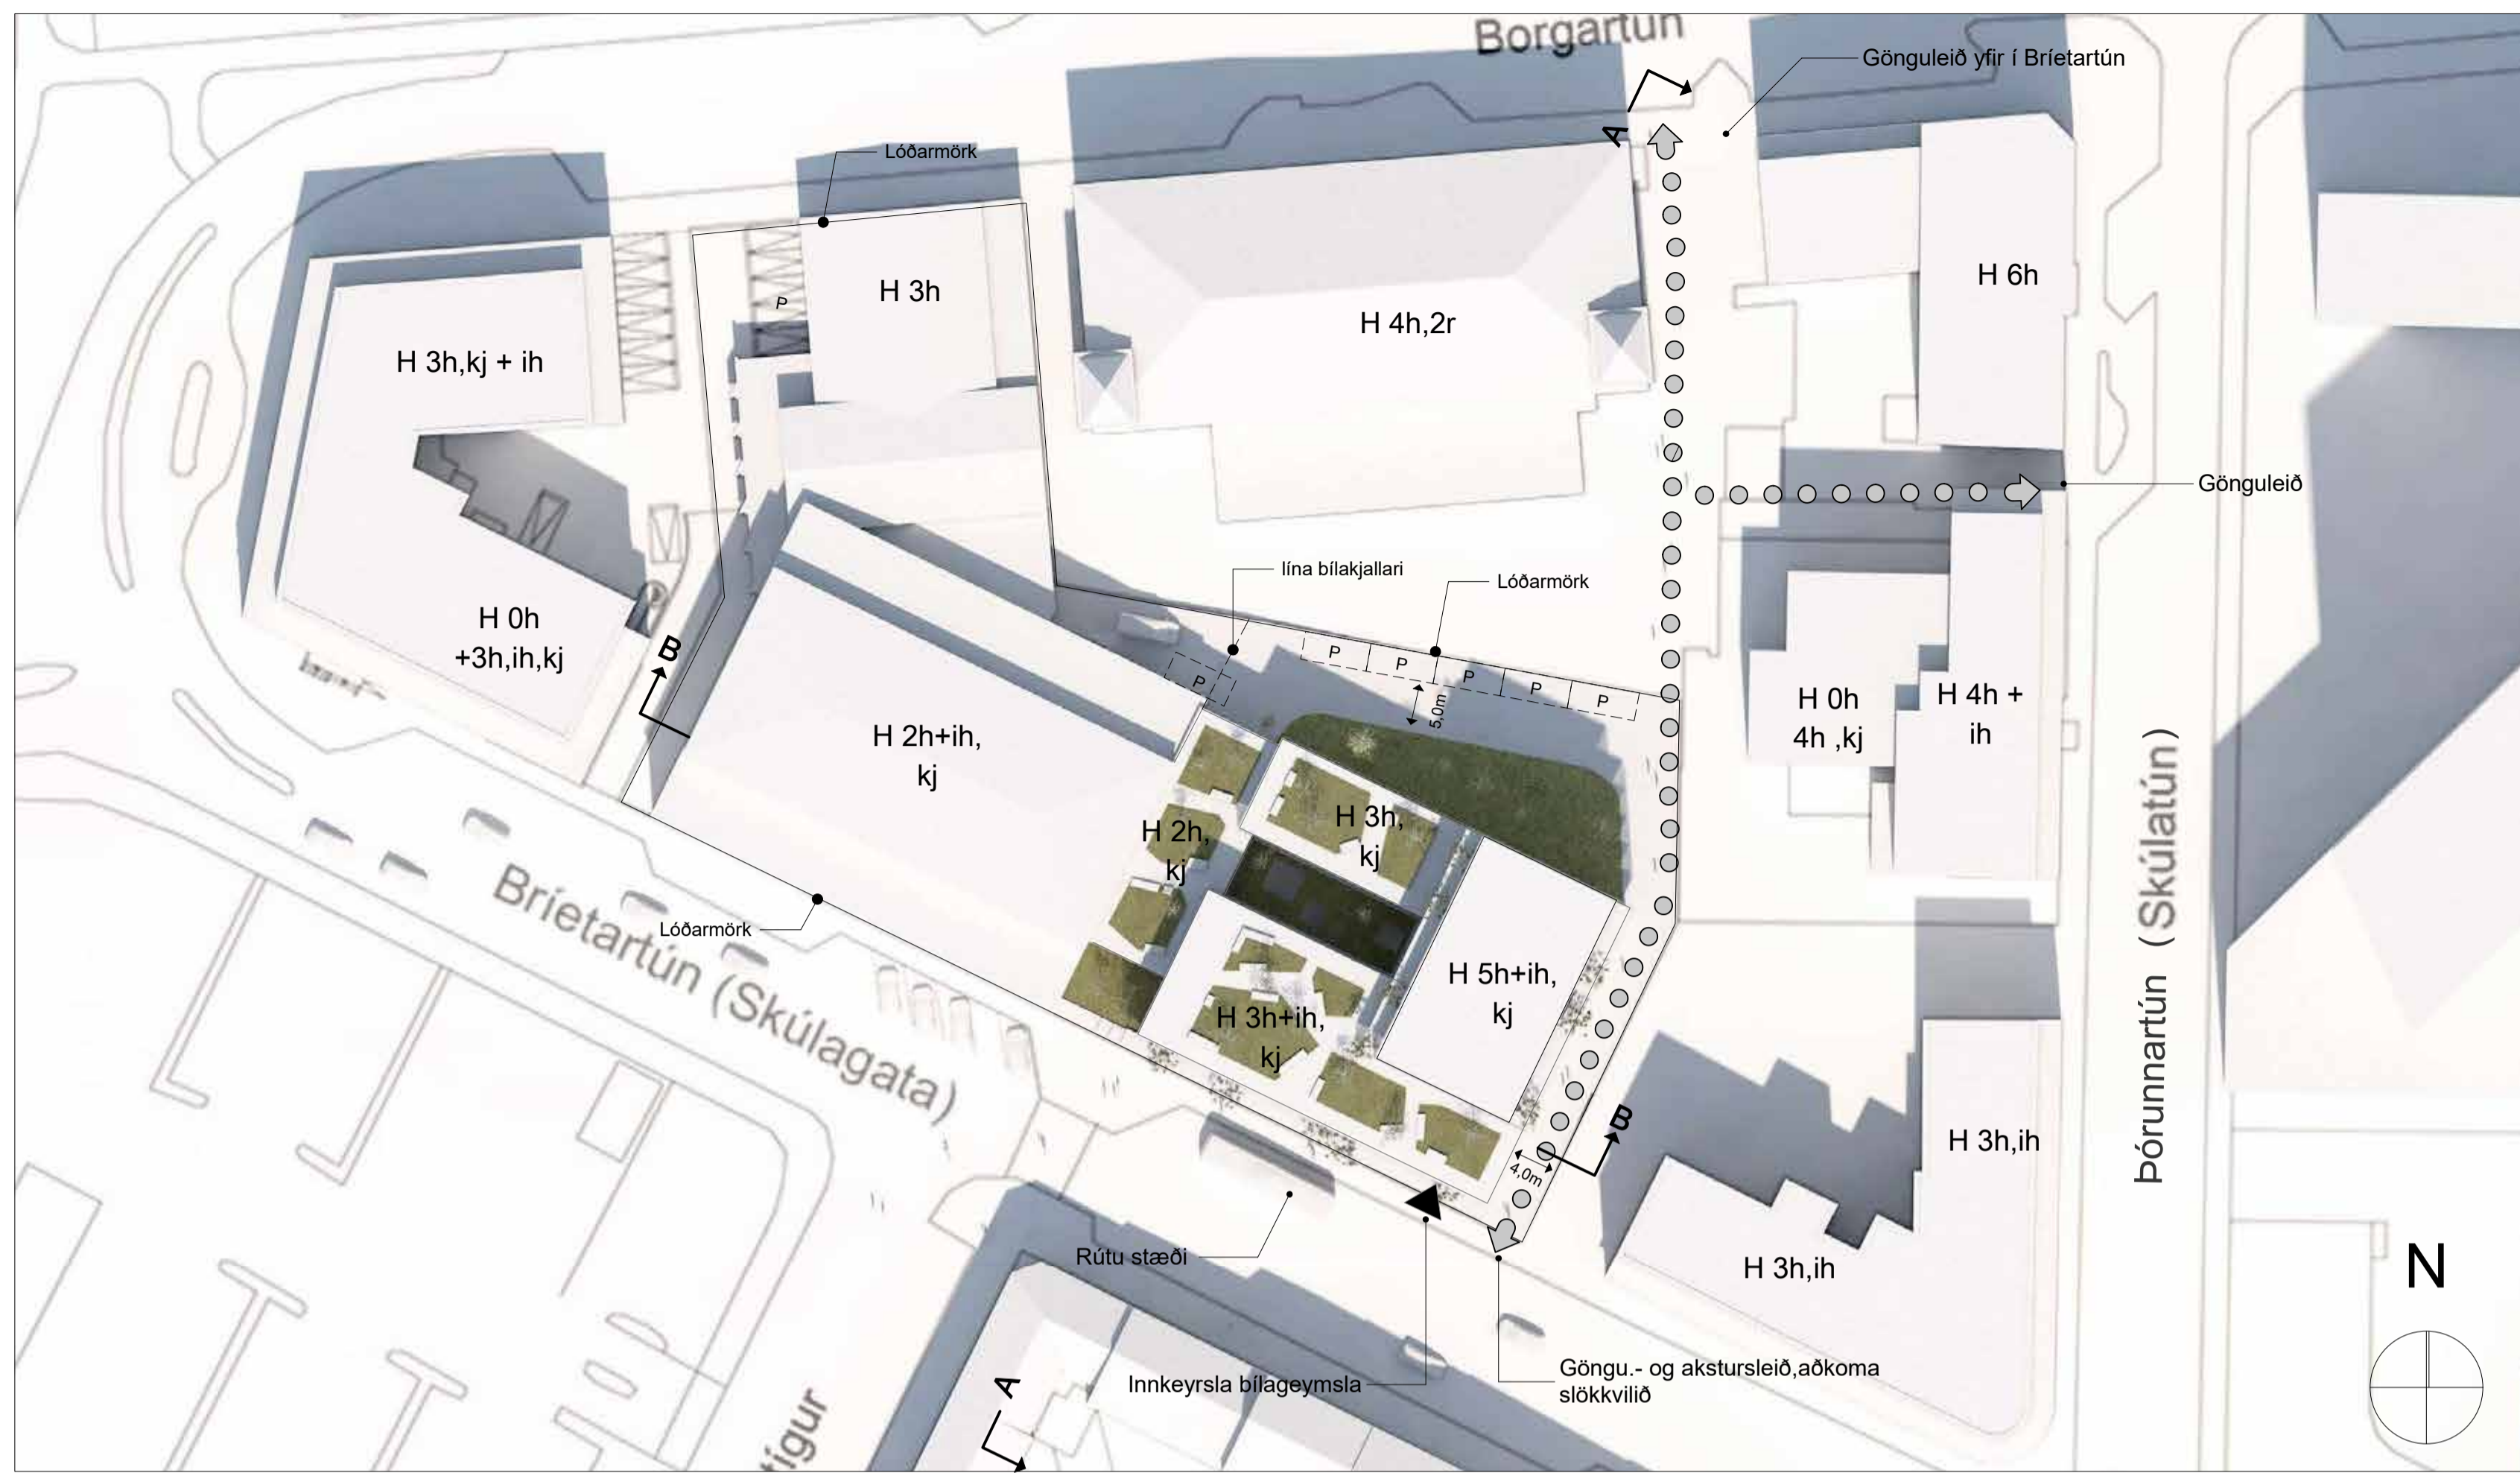 Borgartún
Gönguleið yfir í Bríetartún
A
Lóðarmörk
H 6h
H 3h
P
H 4h,2r
H 3h,kj + ih
Gönguleið
lína bílakjallari
Lóðarmörk
H 0h
+3h,ih,kj
B
P
P
P
P
P
P
5,0m
H 0h
4h ,kj
H 4h +
ih
H 2h+ih,
kj
H 2h,
kj
H 3h,
kj
Þórunnartún (Skúlatún)
Lóðarmörk
Bríetartún (Skúlagata)
H 5h+ih,
kj
H 3h+ih,
kj
B
H 3h,ih
4,0m
Rútu stæði
H 3h,ih
N
Innkeyrsla bílageymsla
Göngu.- og akstursleið,aðkoma
slökkvilið
A
tígur